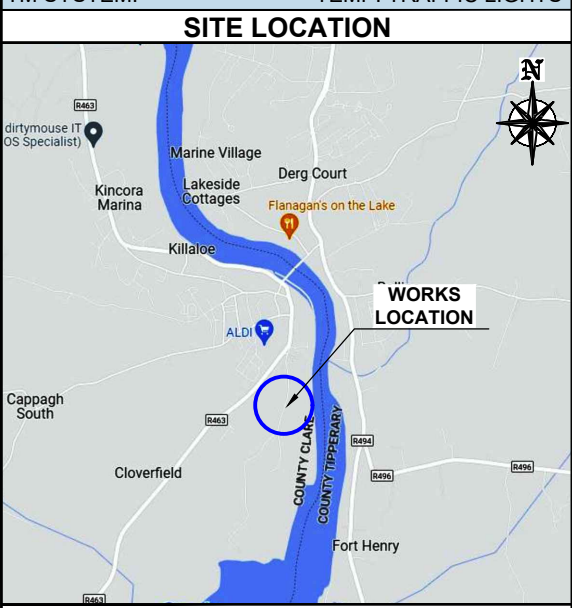 SITE LOCATION
N
R463
dirtymouse IT
OS Specialist)
Marine Village
Derg Court
Kincora
Marina
Lakeside
Cottages
Flanagan's on the Lake
Killaloe
WORKS
LOCATION
ALDI
Cappagh
South
R463
COUNTY CLARE
COUNTY TIPPERARY
R494
R496
R496
Cloverfield
Fort Henry
R463